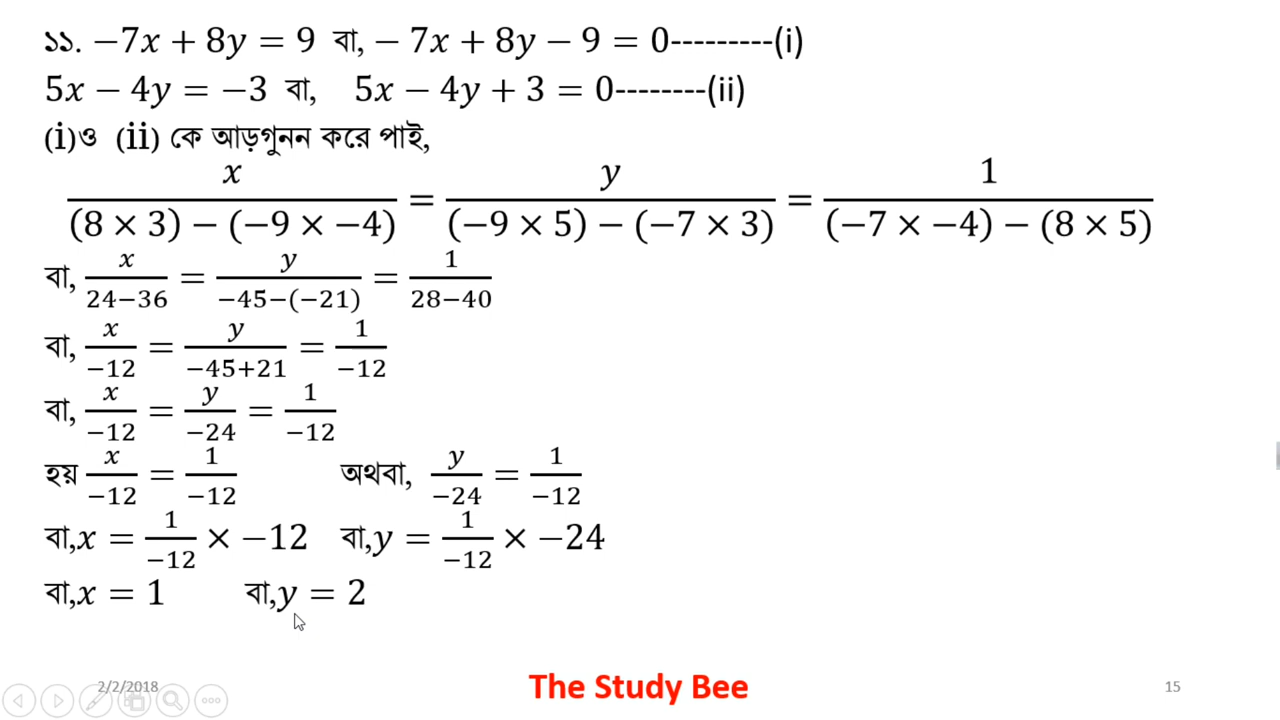 ১১. −7x + 8y = 9 বা, − 7x + 8y − 9 = 0---------(i)
5x − 4y = −3 বা, 5x − 4y + 3 = 0--------(ii)
(i)ও (ii) কে আড়গুনন করে পাই,
x/((8 × 3) − (−9 × −4)) = y/((−9 × 5) − (−7 × 3)) = 1/((−7 × −4) − (8 × 5))
বা, x/(24−36) = y/(−45−(−21)) = 1/(28−40)
বা, x/−12 = y/(−45+21) = 1/−12
বা, x/−12 = y/−24 = 1/−12
হয় x/−12 = 1/−12 অথবা, y/−24 = 1/−12
বা,x = 1/−12 × −12 বা,y = 1/−12 × −24
বা,x = 1 বা,y = 2
2/2/2018 The Study Bee 15